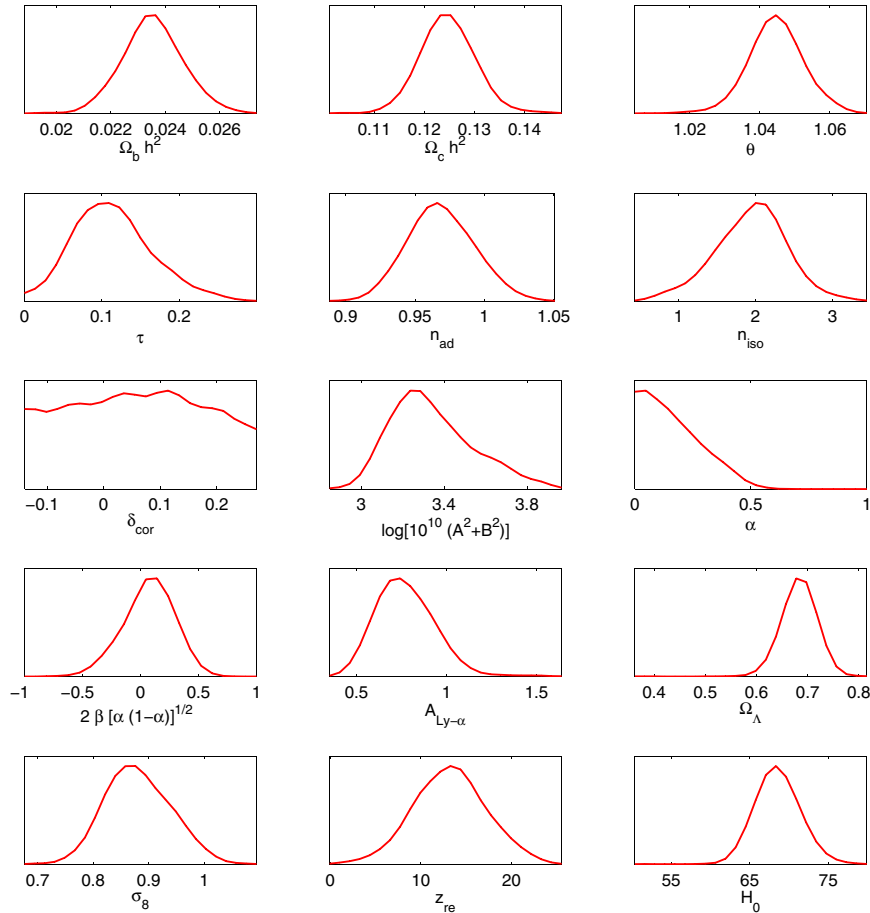 0.02 0.022 0.024 0.026
Ω_b h^2
0.11 0.12 0.13 0.14
Ω_c h^2
1.02 1.04 1.06
θ
0 0.1 0.2
τ
0.9 0.95 1 1.05
n_ad
1 2 3
n_iso
−0.1 0 0.1 0.2
δ_cor
3 3.4 3.8
log[10^10 (A^2+B^2)]
0 0.5 1
α
−1 −0.5 0 0.5 1
2 β [α (1−α)]^1/2
0.5 1 1.5
A_Ly−α
0.4 0.5 0.6 0.7 0.8
Ω_Λ
0.7 0.8 0.9 1
σ_8
0 10 20
z_re
55 65 75
H_0